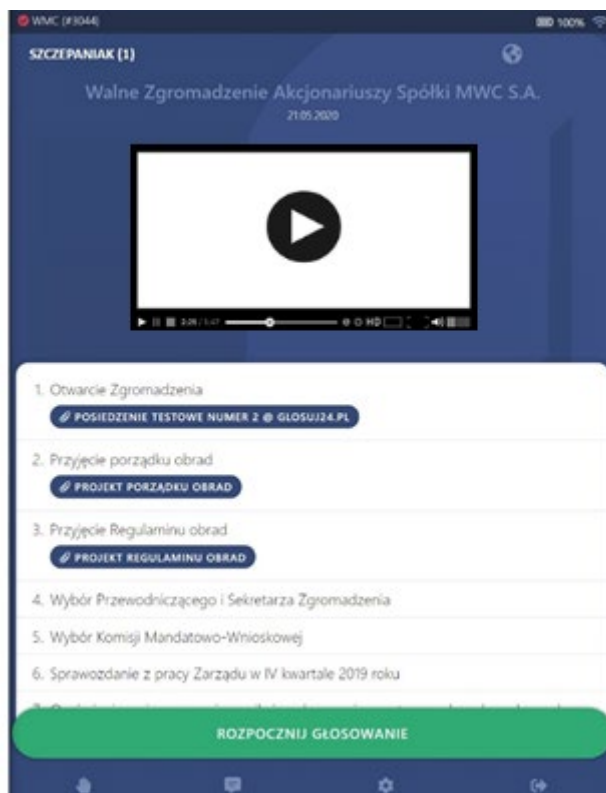 WMC (#3044)
100%
SZCZEPANIAK (1)
Walne Zgromadzenie Akcjonariuszy Spółki MWC S.A.
21.05.2020
HD
1. Otwarcie Zgromadzenia
POSIEDZENIE TESTOWE NUMER 2 @ GLOSUJ24.PL
2. Przyjęcie porządku obrad
PROJEKT PORZĄDKU OBRAD
3. Przyjęcie Regulaminu obrad
PROJEKT REGULAMINU OBRAD
4. Wybór Przewodniczącego i Sekretarza Zgromadzenia
5. Wybór Komisji Mandatowo-Wnioskowej
6. Sprawozdanie z pracy Zarządu w IV kwartale 2019 roku
ROZPOCZNIJ GŁOSOWANIE